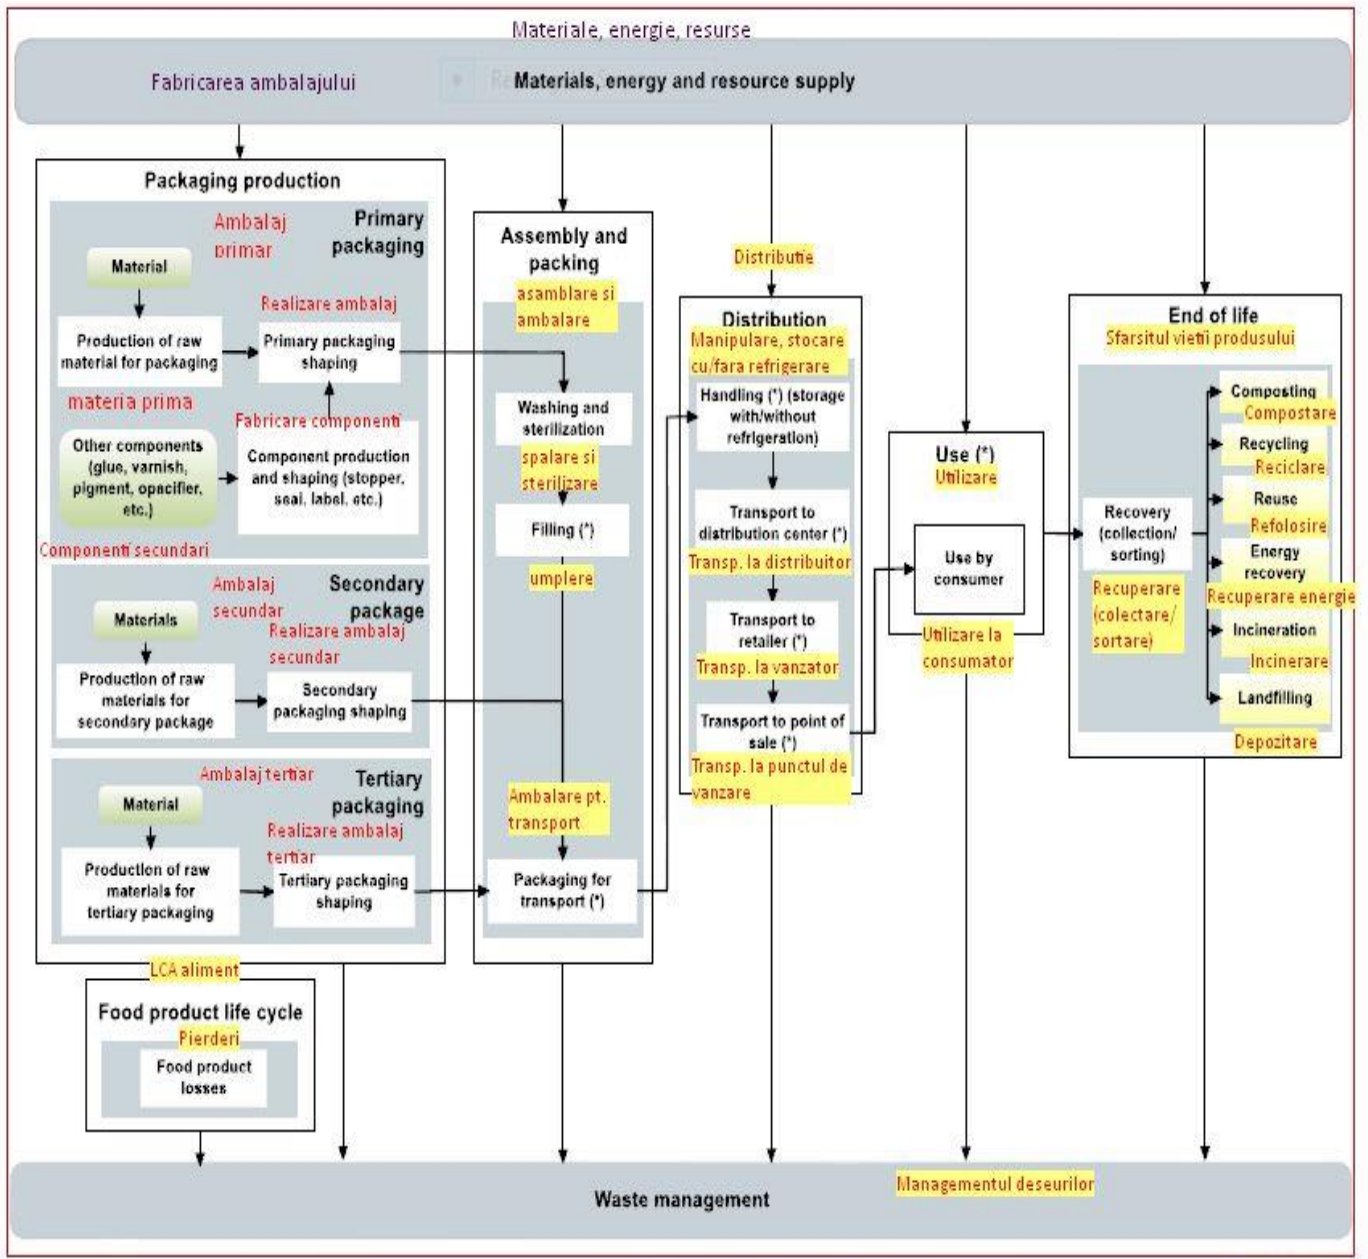 Materiale, energie, resurse
Fabricarea ambalajului
Materials, energy and resource supply
Packaging production
Ambalaj
primar
Primary
packaging
Material
Realizare ambalaj
Production of raw
material for packaging
Primary packaging
shaping
materia prima
Fabricare componenti
Other components
(glue, varnish,
pigment, opacifier,
etc.)
Component production
and shaping (stopper,
seal, label, etc.)
Componenti secundari
Ambalaj
secundar
Secondary
package
Materials
Realizare ambalaj
secundar
Production of raw
materials for
secondary package
Secondary
packaging shaping
Ambalaj tertiar
Tertiary
packaging
Material
Realizare ambalaj
tertiar
Production of raw
materials for
tertiary packaging
Tertiary packaging
shaping
LCA aliment
Food product life cycle
Pierderi
Food product
losses
Assembly and
packing
asamblare si
ambalare
Washing and
sterilization
spalare si
sterilizare
Filling (*)
umplere
Ambalare pt.
transport
Packaging for
transport (*)
Distributie
Distribution
Manipulare, stocare
cu/fara refrigerare
Handling (*) (storage
with/without
refrigeration)
Transport to
distribution center (*)
Transp. la distribuitor
Transport to
retailer (*)
Transp. la vanzator
Transport to point of
sale (*)
Transp. la punctul de
vanzare
Use (*)
Utilizare
Use by
consumer
Utilizare la
consumator
End of life
Sfarsitul vietii produsului
Recovery
(collection/
sorting)
Recuperare
(colectare/
sortare)
Composting
Compostare
Recycling
Reciclare
Reuse
Refolosire
Energy
recovery
Recuperare energie
Incineration
Incinerare
Landfilling
Depozitare
Waste management
Managementul deseurilor